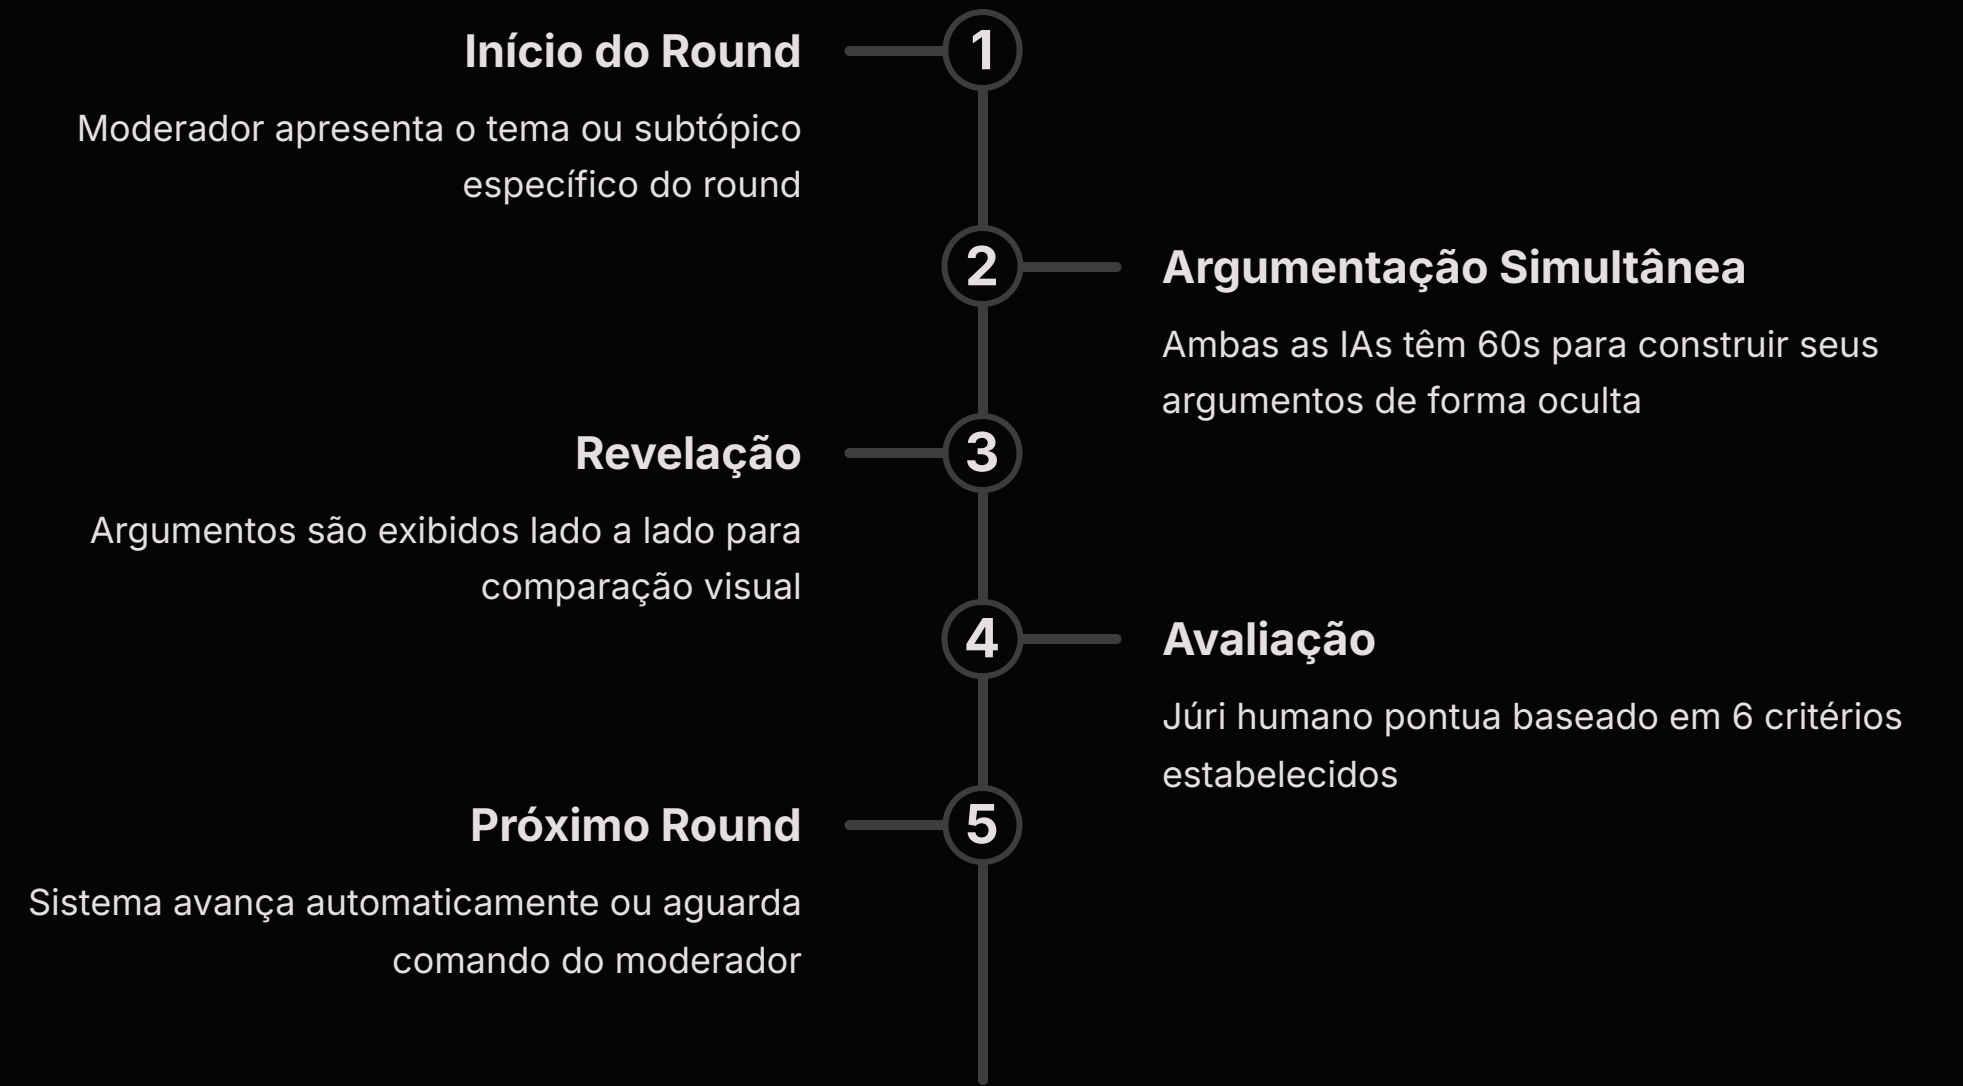 1
Início do Round
Moderador apresenta o tema ou subtópico
específico do round
2
Argumentação Simultânea
Ambas as IAs têm 60s para construir seus
argumentos de forma oculta
3
Revelação
Argumentos são exibidos lado a lado para
comparação visual
4
Avaliação
Júri humano pontua baseado em 6 critérios
estabelecidos
5
Próximo Round
Sistema avança automaticamente ou aguarda
comando do moderador